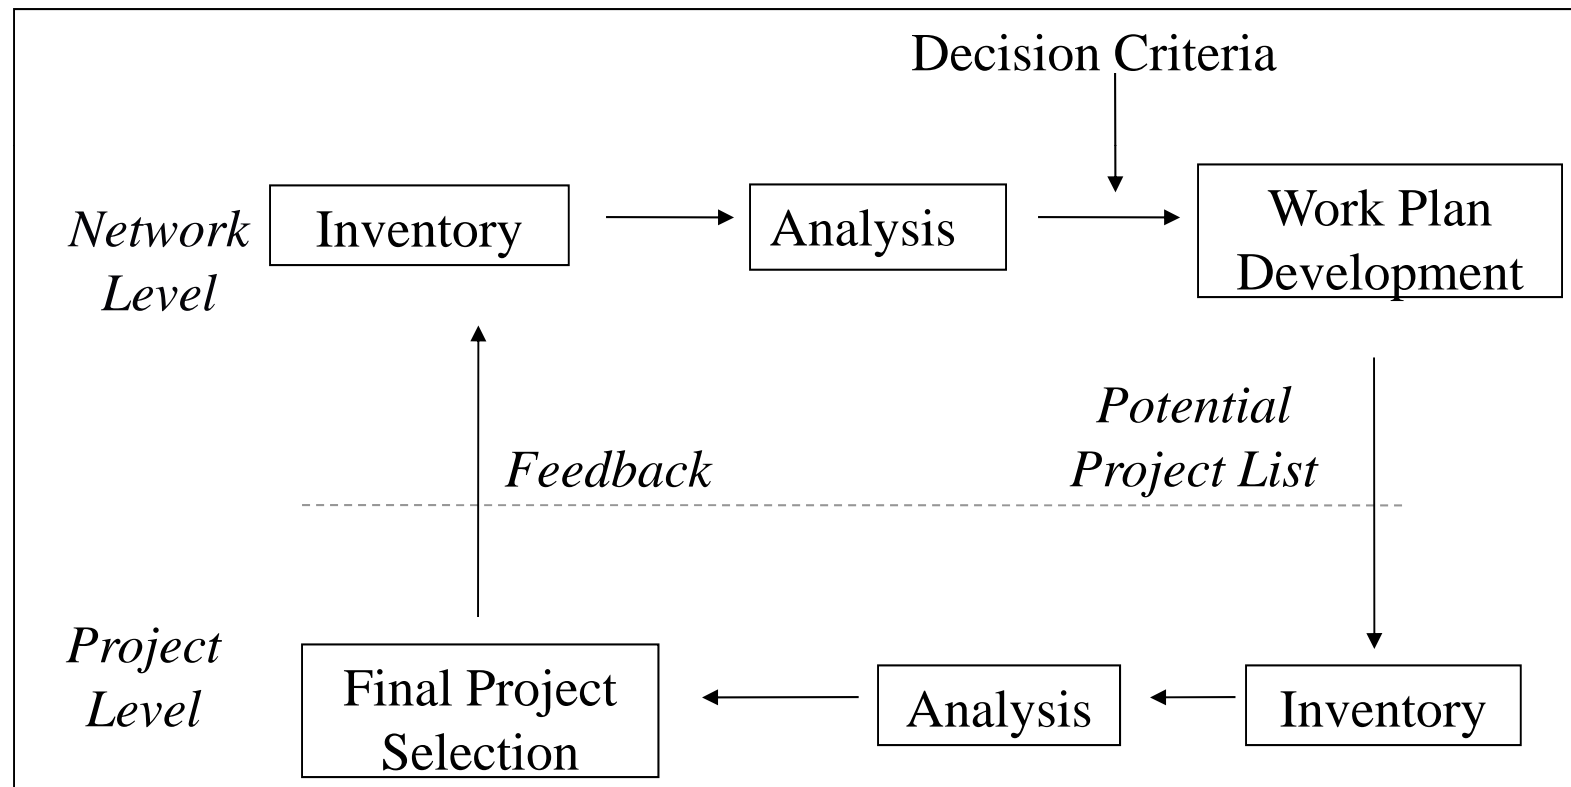 Decision Criteria
Network
Level
Inventory
Analysis
Work Plan
Development
Feedback
Potential
Project List
Project
Level
Final Project
Selection
Analysis
Inventory